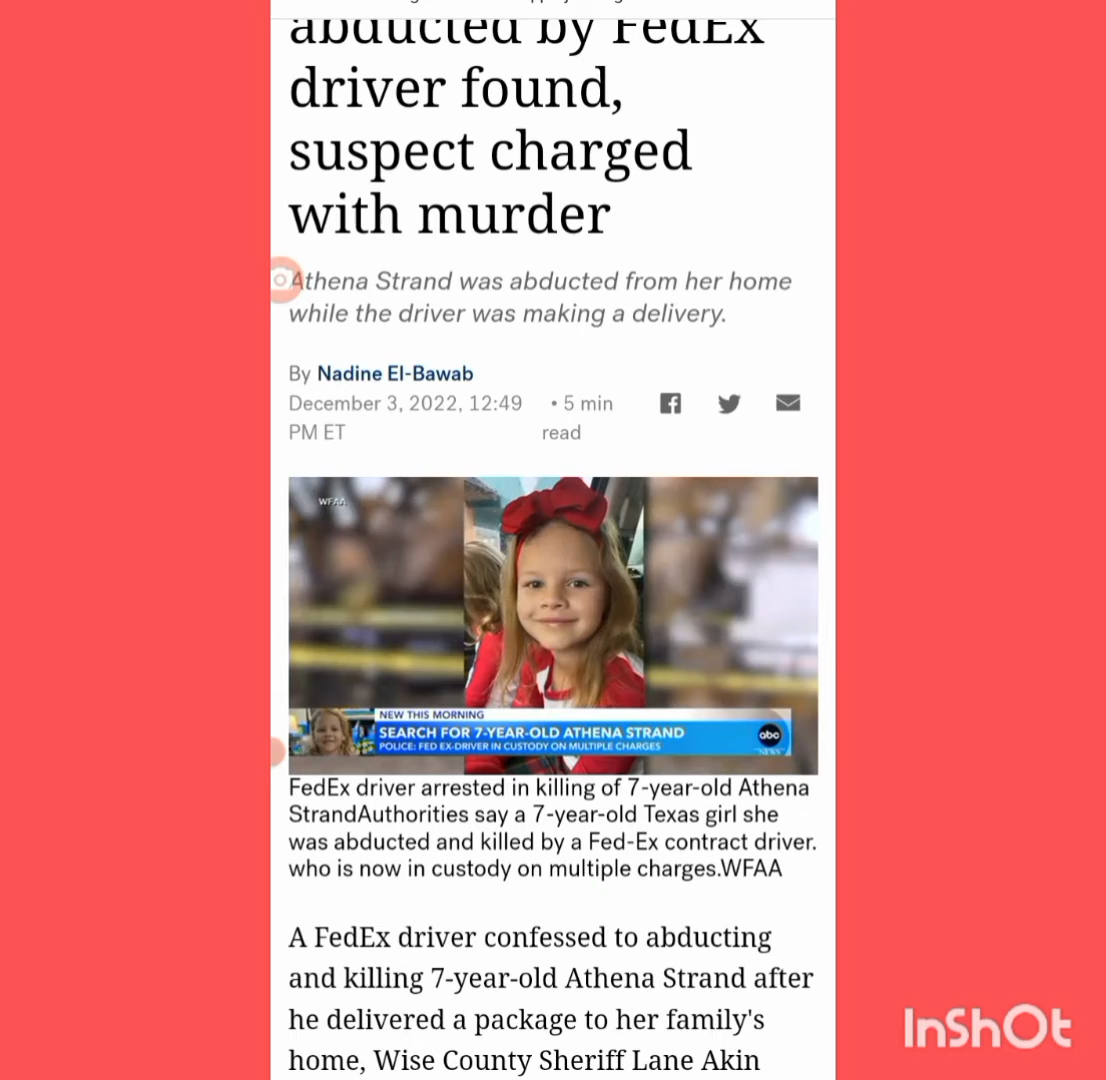 abducted by FedEx
driver found,
suspect charged
with murder
Athena Strand was abducted from her home
while the driver was making a delivery.
By Nadine El-Bawab
December 3, 2022, 12:49 PM ET
• 5 min read
WFAA
NEW THIS MORNING
SEARCH FOR 7-YEAR-OLD ATHENA STRAND
POLICE: FED EX-DRIVER IN CUSTODY ON MULTIPLE CHARGES
abc
NEWS
FedEx driver arrested in killing of 7-year-old Athena
StrandAuthorities say a 7-year-old Texas girl she
was abducted and killed by a Fed-Ex contract driver.
who is now in custody on multiple charges.WFAA
A FedEx driver confessed to abducting
and killing 7-year-old Athena Strand after
he delivered a package to her family's
home, Wise County Sheriff Lane Akin
InShOt